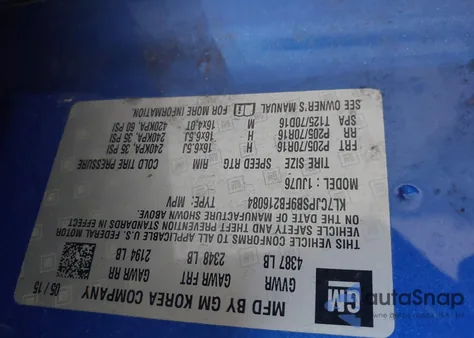 GM MFD BY GM KOREA COMPANY 05 / 15
GVWR GAWR FRT GAWR RR
4387 LB 2348 LB 2194 LB
THIS VEHICLE CONFORMS TO ALL APPLICABLE U.S. FEDERAL MOTOR
VEHICLE SAFETY AND THEFT PREVENTION STANDARDS IN EFFECT
ON THE DATE OF MANUFACTURE SHOWN ABOVE.
KL7CJPSB9FB216084 TYPE: MPV
MODEL: 1JU76
TIRE SIZE SPEED RTG RIM COLD TIRE PRESSURE
FRT P205/70R16 H 16x6.5J 240KPA, 35 PSI
RR P205/70R16 H 16x6.5J 240KPA, 35 PSI
SPA T125/70D16 M 16x4.0T 420KPA, 60 PSI
SEE OWNER'S MANUAL FOR MORE INFORMATION.
autaSnap